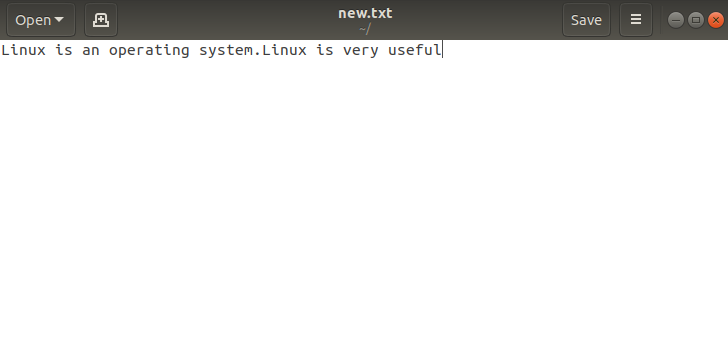 Open new.txt Save
~/
Linux is an operating system.Linux is very useful